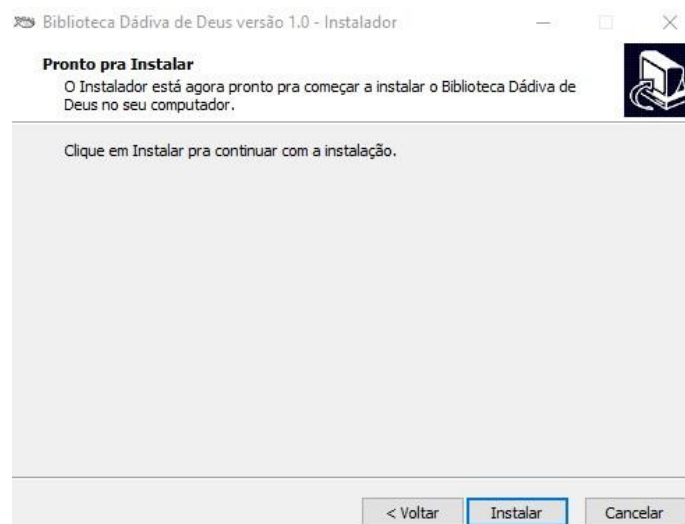 Biblioteca Dádiva de Deus versão 1.0 - Instalador
Pronto pra Instalar
O Instalador está agora pronto pra começar a instalar o Biblioteca Dádiva de
Deus no seu computador.
Clique em Instalar pra continuar com a instalação.
< Voltar
Instalar
Cancelar